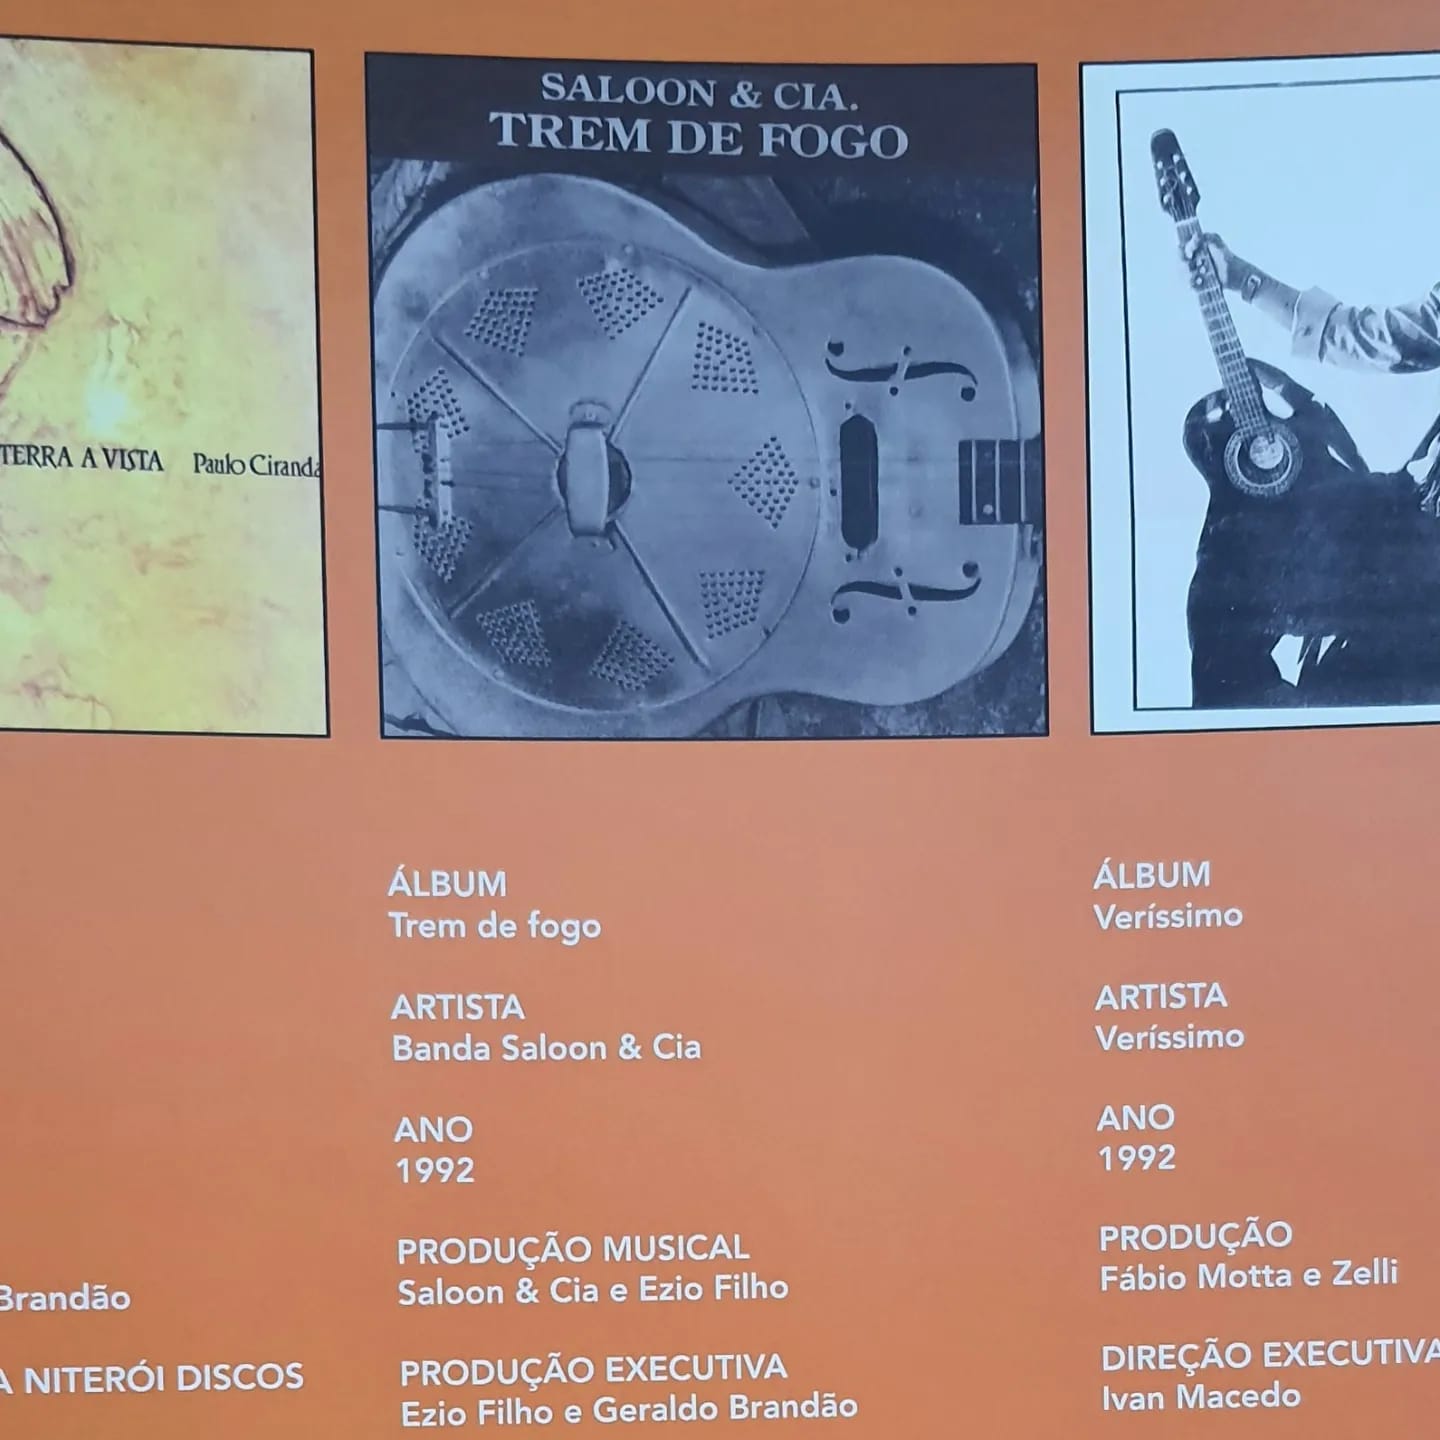 TERRA A VISTA Paulo Ciranda
Brandão
A NITERÓI DISCOS
SALOON & CIA.
TREM DE FOGO
ÁLBUM
Trem de fogo
ARTISTA
Banda Saloon & Cia
ANO
1992
PRODUÇÃO MUSICAL
Saloon & Cia e Ezio Filho
PRODUÇÃO EXECUTIVA
Ezio Filho e Geraldo Brandão
ÁLBUM
Veríssimo
ARTISTA
Veríssimo
ANO
1992
PRODUÇÃO
Fábio Motta e Zelli
DIREÇÃO EXECUTIVA
Ivan Macedo